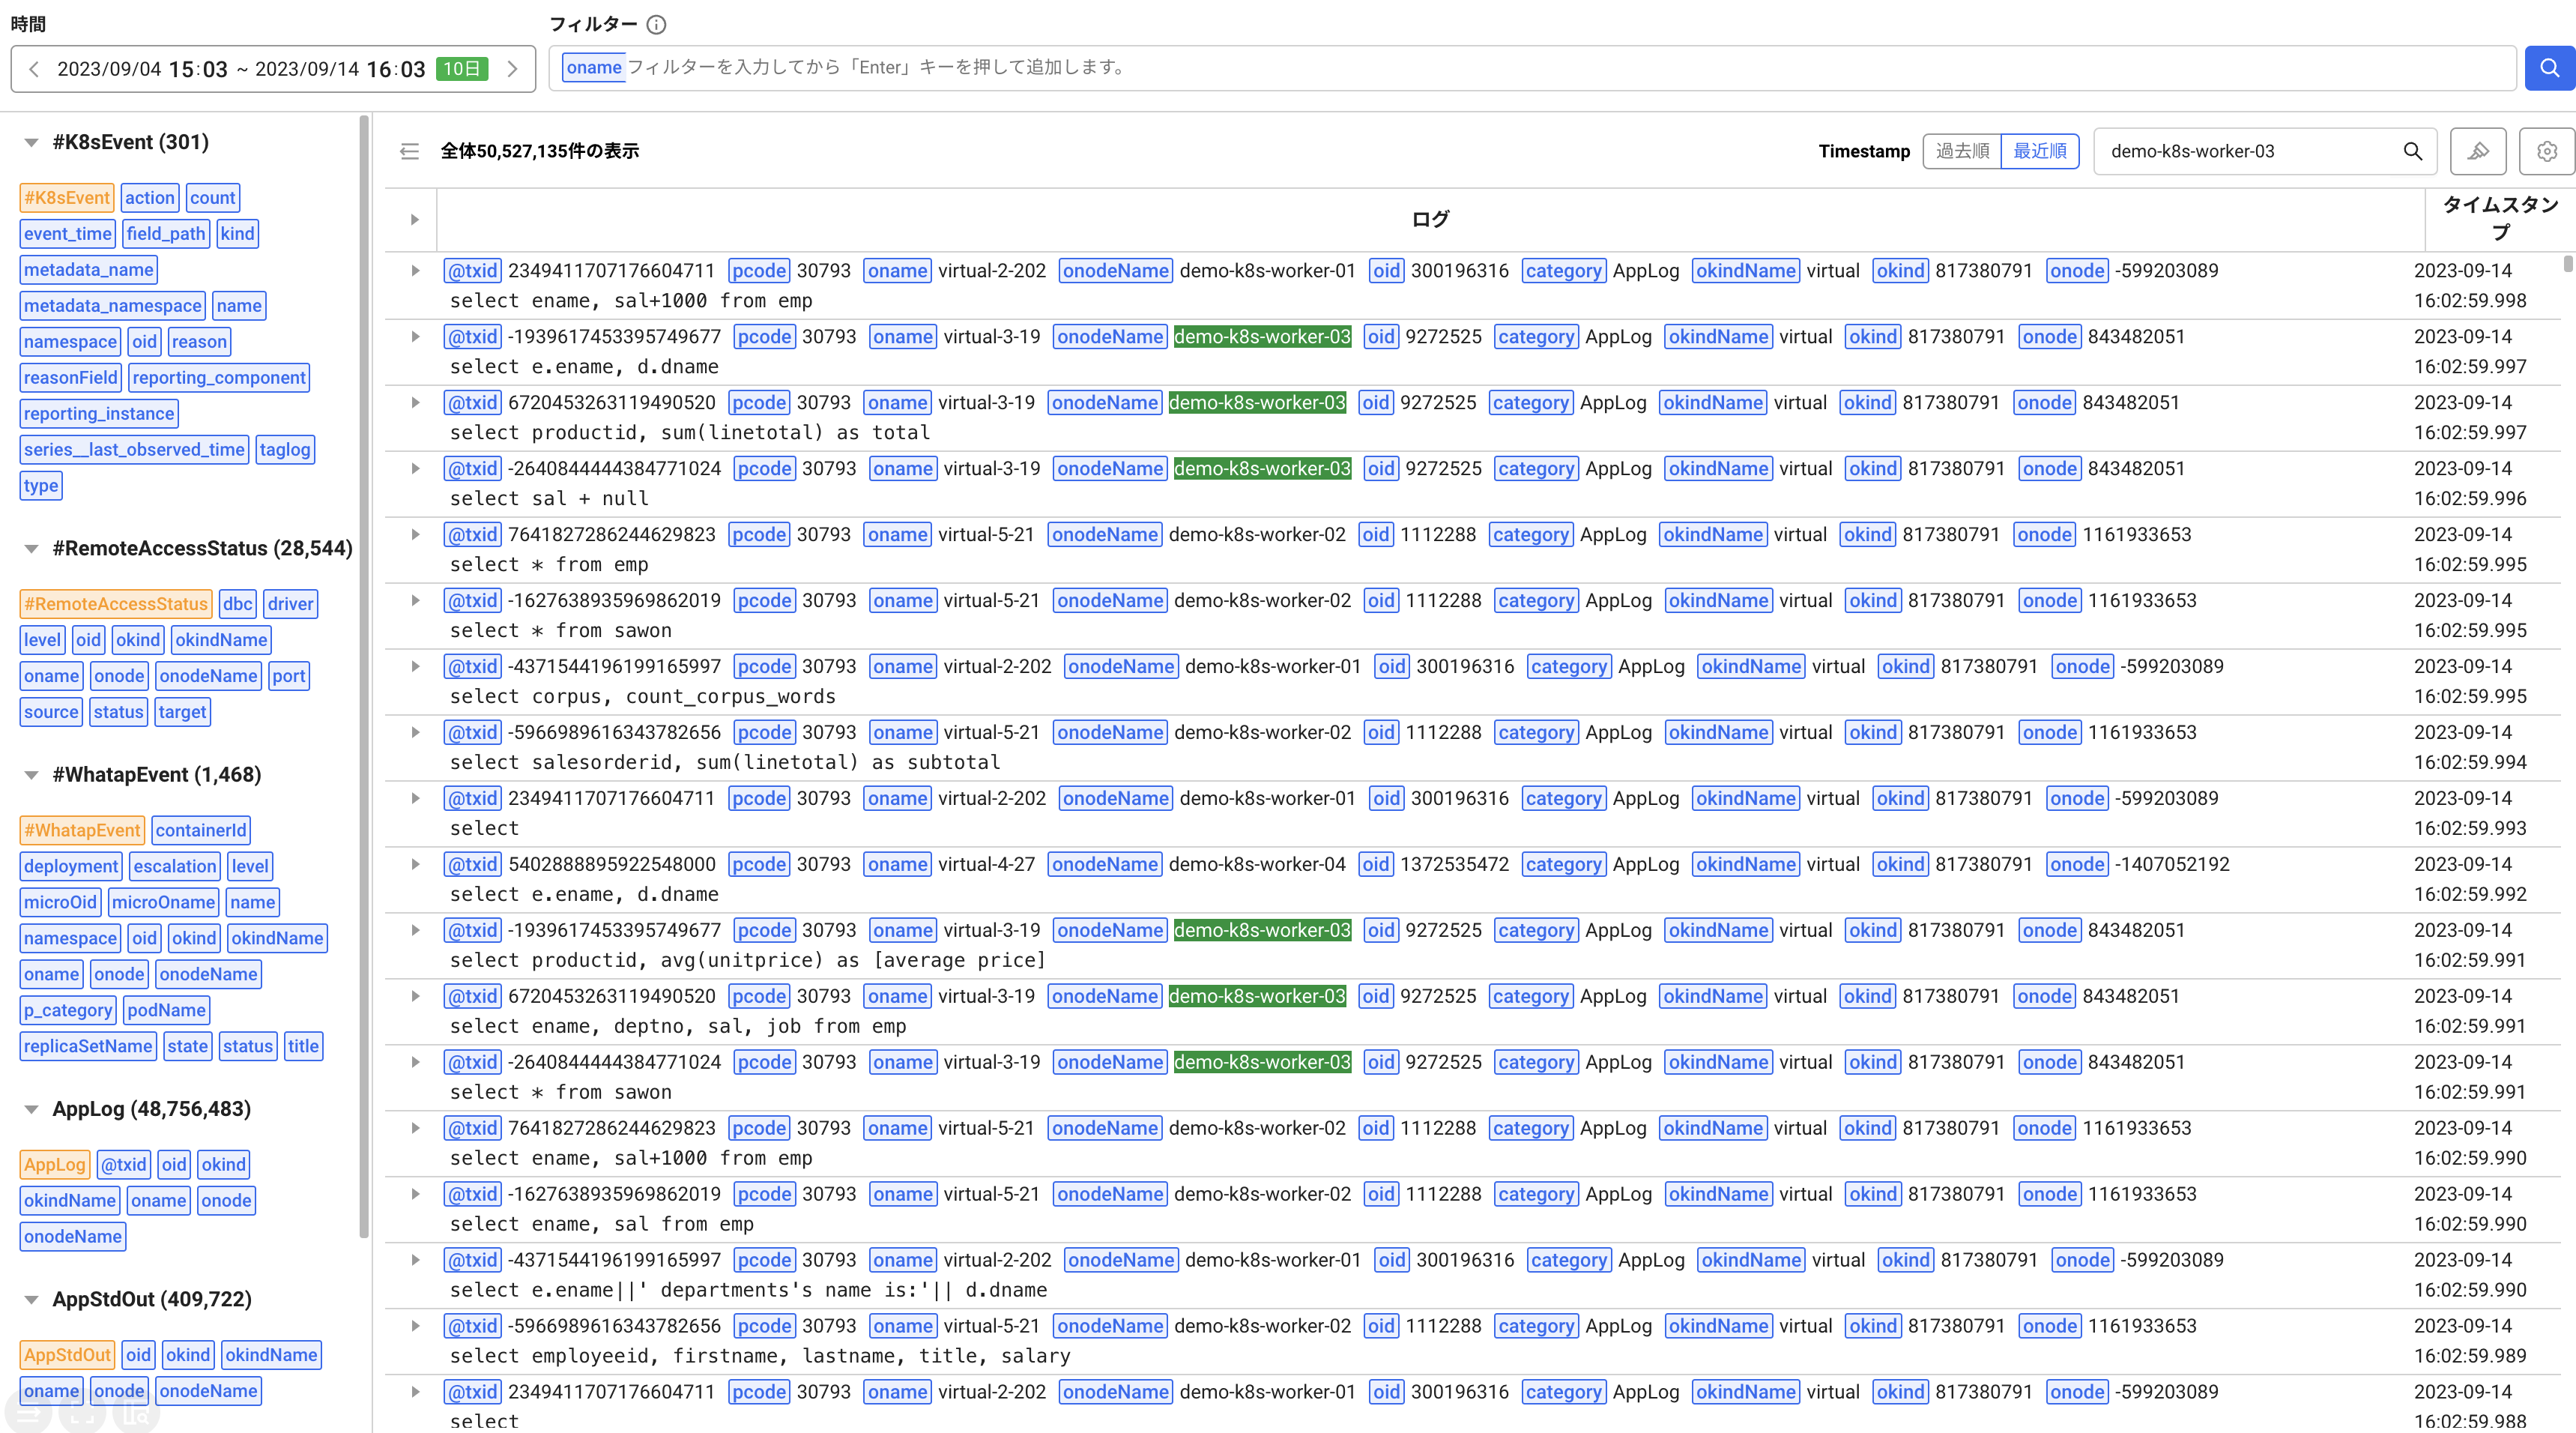 時間
2023/09/04 15:03 ~ 2023/09/14 16:03 10日
フィルター
oname フィルターを入力してから「Enter」キーを押して追加します。
#K8sEvent (301)
#K8sEvent action count
event_time field_path kind
metadata_name
metadata_namespace name
namespace oid reason
reasonField reporting_component
reporting_instance
series__last_observed_time taglog
type
#RemoteAccessStatus (28,544)
#RemoteAccessStatus dbc driver
level oid okind okindName
oname onode onodeName port
source status target
#WhatapEvent (1,468)
#WhatapEvent containerId
deployment escalation level
microOid microOname name
namespace oid okind okindName
oname onode onodeName
p_category podName
replicaSetName state status title
AppLog (48,756,483)
AppLog @txid oid okind
okindName oname onode
onodeName
AppStdOut (409,722)
AppStdOut oid okind okindName
oname onode onodeName
全体50,527,135件の表示
Timestamp 過去順 最近順 demo-k8s-worker-03
ログ タイムスタンプ
@txid 2349411707176604711 pcode 30793 oname virtual-2-202 onodeName demo-k8s-worker-01 oid 300196316 category AppLog okindName virtual okind 817380791 onode -599203089 2023-09-14
select ename, sal+1000 from emp 16:02:59.998
@txid -1939617453395749677 pcode 30793 oname virtual-3-19 onodeName demo-k8s-worker-03 oid 9272525 category AppLog okindName virtual okind 817380791 onode 843482051 2023-09-14
select e.ename, d.dname 16:02:59.997
@txid 6720453263119490520 pcode 30793 oname virtual-3-19 onodeName demo-k8s-worker-03 oid 9272525 category AppLog okindName virtual okind 817380791 onode 843482051 2023-09-14
select productid, sum(linetotal) as total 16:02:59.997
@txid -2640844444384771024 pcode 30793 oname virtual-3-19 onodeName demo-k8s-worker-03 oid 9272525 category AppLog okindName virtual okind 817380791 onode 843482051 2023-09-14
select sal + null 16:02:59.996
@txid 7641827286244629823 pcode 30793 oname virtual-5-21 onodeName demo-k8s-worker-02 oid 1112288 category AppLog okindName virtual okind 817380791 onode 1161933653 2023-09-14
select * from emp 16:02:59.995
@txid -1627638935969862019 pcode 30793 oname virtual-5-21 onodeName demo-k8s-worker-02 oid 1112288 category AppLog okindName virtual okind 817380791 onode 1161933653 2023-09-14
select * from sawon 16:02:59.995
@txid -4371544196199165997 pcode 30793 oname virtual-2-202 onodeName demo-k8s-worker-01 oid 300196316 category AppLog okindName virtual okind 817380791 onode -599203089 2023-09-14
select corpus, count_corpus_words 16:02:59.995
@txid -5966989616343782656 pcode 30793 oname virtual-5-21 onodeName demo-k8s-worker-02 oid 1112288 category AppLog okindName virtual okind 817380791 onode 1161933653 2023-09-14
select salesorderid, sum(linetotal) as subtotal 16:02:59.994
@txid 2349411707176604711 pcode 30793 oname virtual-2-202 onodeName demo-k8s-worker-01 oid 300196316 category AppLog okindName virtual okind 817380791 onode -599203089 2023-09-14
select 16:02:59.993
@txid 5402888895922548000 pcode 30793 oname virtual-4-27 onodeName demo-k8s-worker-04 oid 1372535472 category AppLog okindName virtual okind 817380791 onode -1407052192 2023-09-14
select e.ename, d.dname 16:02:59.992
@txid -1939617453395749677 pcode 30793 oname virtual-3-19 onodeName demo-k8s-worker-03 oid 9272525 category AppLog okindName virtual okind 817380791 onode 843482051 2023-09-14
select productid, avg(unitprice) as [average price] 16:02:59.991
@txid 6720453263119490520 pcode 30793 oname virtual-3-19 onodeName demo-k8s-worker-03 oid 9272525 category AppLog okindName virtual okind 817380791 onode 843482051 2023-09-14
select ename, deptno, sal, job from emp 16:02:59.991
@txid -2640844444384771024 pcode 30793 oname virtual-3-19 onodeName demo-k8s-worker-03 oid 9272525 category AppLog okindName virtual okind 817380791 onode 843482051 2023-09-14
select * from sawon 16:02:59.991
@txid 7641827286244629823 pcode 30793 oname virtual-5-21 onodeName demo-k8s-worker-02 oid 1112288 category AppLog okindName virtual okind 817380791 onode 1161933653 2023-09-14
select ename, sal+1000 from emp 16:02:59.990
@txid -1627638935969862019 pcode 30793 oname virtual-5-21 onodeName demo-k8s-worker-02 oid 1112288 category AppLog okindName virtual okind 817380791 onode 1161933653 2023-09-14
select ename, sal from emp 16:02:59.990
@txid -4371544196199165997 pcode 30793 oname virtual-2-202 onodeName demo-k8s-worker-01 oid 300196316 category AppLog okindName virtual okind 817380791 onode -599203089 2023-09-14
select e.ename||' departments's name is:'|| d.dname 16:02:59.990
@txid -5966989616343782656 pcode 30793 oname virtual-5-21 onodeName demo-k8s-worker-02 oid 1112288 category AppLog okindName virtual okind 817380791 onode 1161933653 2023-09-14
select employeeid, firstname, lastname, title, salary 16:02:59.989
@txid 2349411707176604711 pcode 30793 oname virtual-2-202 onodeName demo-k8s-worker-01 oid 300196316 category AppLog okindName virtual okind 817380791 onode -599203089 2023-09-14
select 16:02:59.988